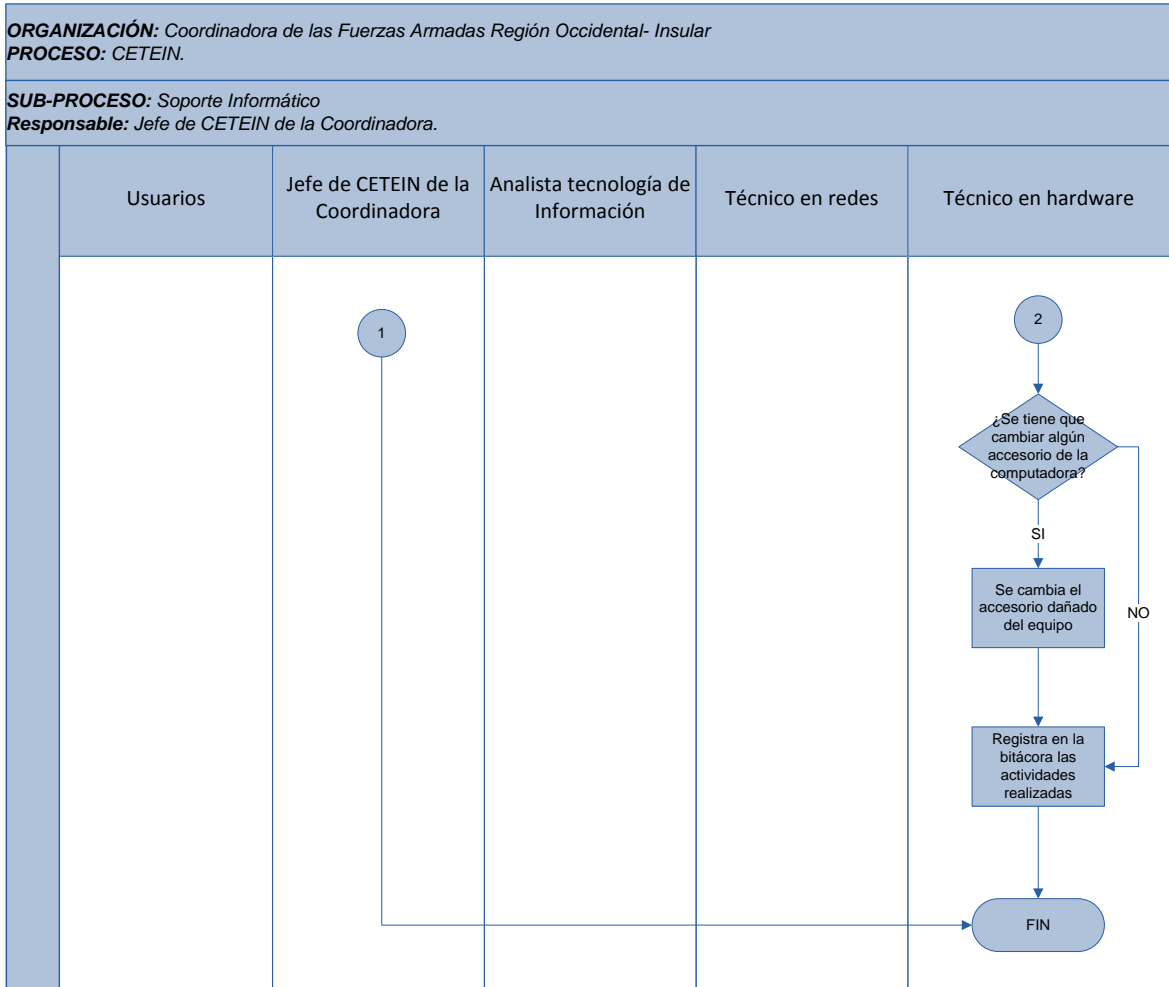 ORGANIZACIÓN: Coordinadora de las Fuerzas Armadas Región Occidental- Insular
PROCESO: CETEIN.
SUB-PROCESO: Soporte Informático
Responsable: Jefe de CETEIN de la Coordinadora.
Usuarios
Jefe de CETEIN de la
Coordinadora
Analista tecnología de
Información
Técnico en redes
Técnico en hardware
1
2
¿Se tiene que
cambiar algún
accesorio de la
computadora?
SI
Se cambia el
accesorio dañado
del equipo
NO
Registra en la
bitácora las
actividades
realizadas
FIN